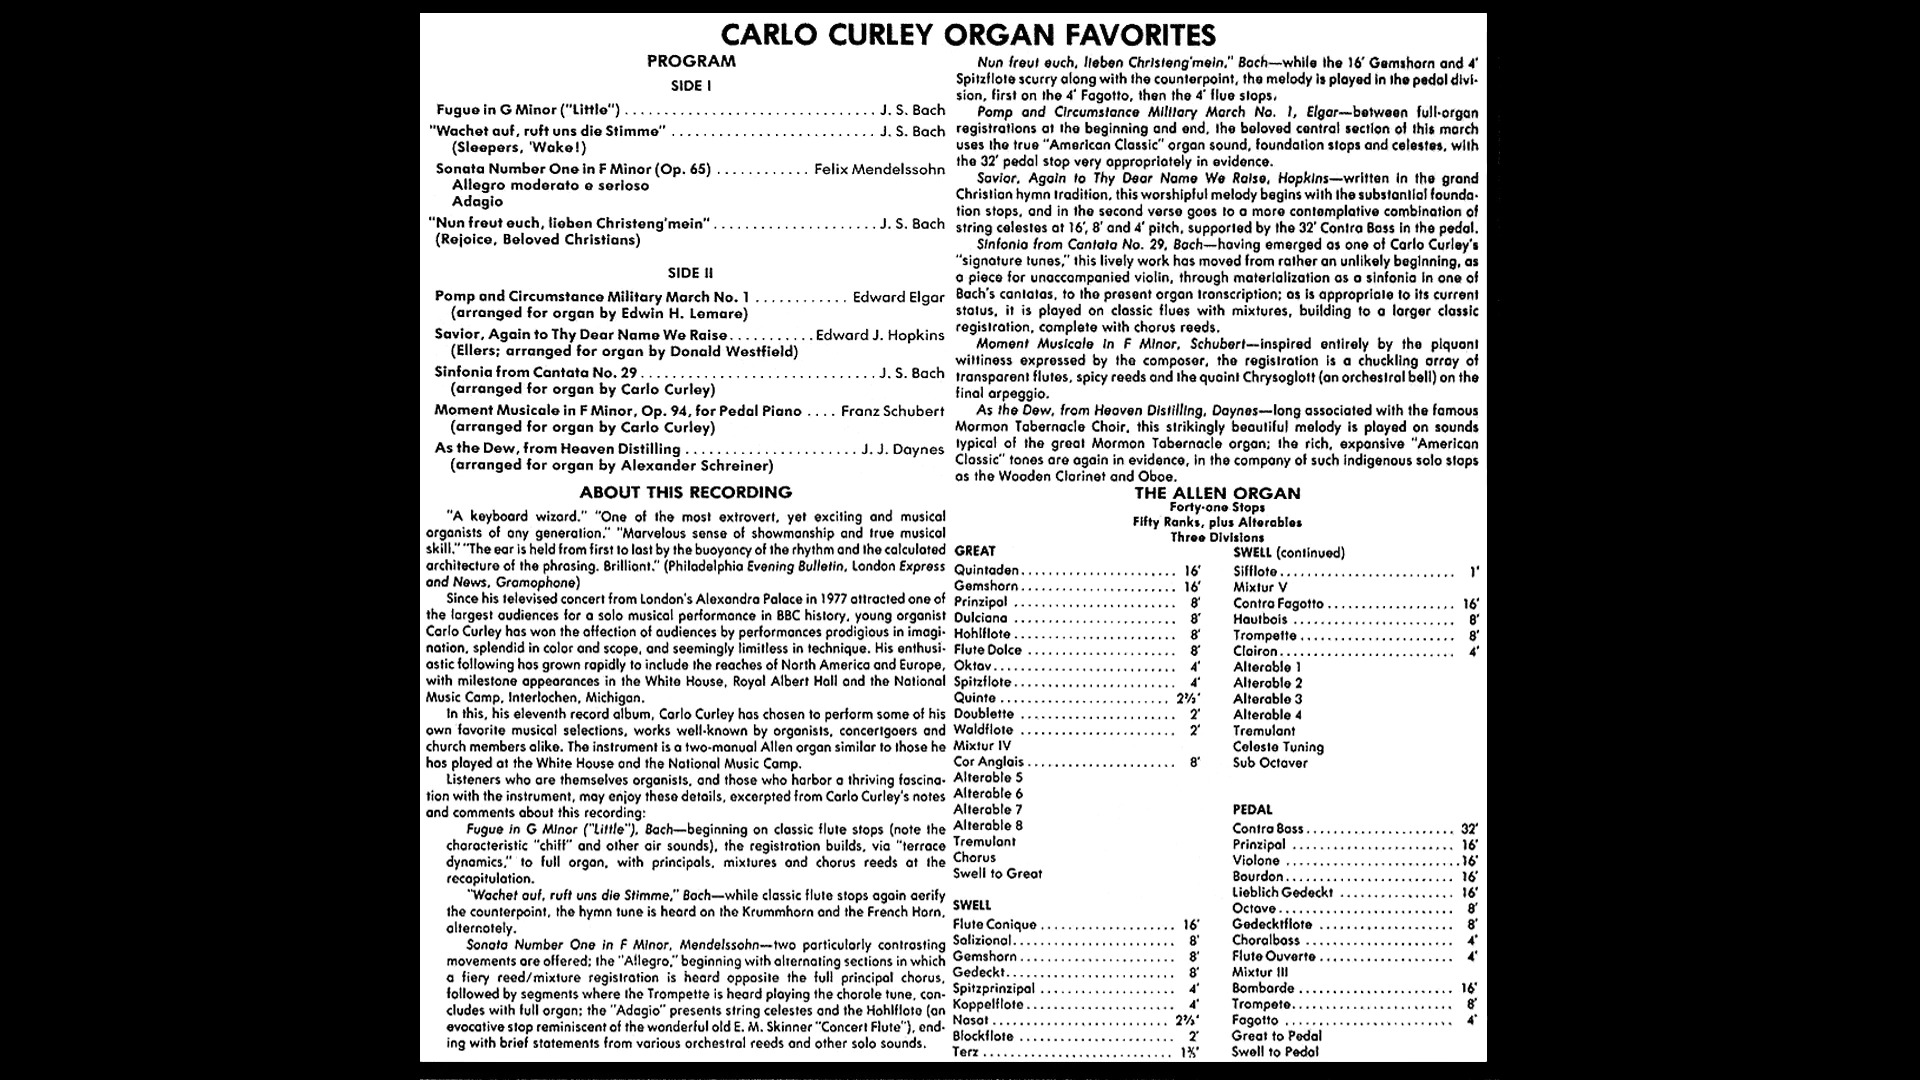 CARLO CURLEY ORGAN FAVORITES
PROGRAM
SIDE I
Fugue in G Minor ("Little") . . . . . . . . . . J. S. Bach
"Wachet auf, ruft uns die Stimme" . . . . . . . . . . J. S. Bach
(Sleepers, 'Wake!)
Sonata Number One in F Minor (Op. 65) . . . . . . . . . . Felix Mendelssohn
Allegro moderato e serioso
Adagio
"Nun freut euch, lieben Christeng'mein" . . . . . . . . . . J. S. Bach
(Rejoice, Beloved Christians)
SIDE II
Pomp and Circumstance Military March No. 1 . . . . . . . . . . Edward Elgar
(arranged for organ by Edwin H. Lemare)
Savior, Again to Thy Dear Name We Raise . . . . . . . . . . Edward J. Hopkins
(Ellers; arranged for organ by Donald Westfield)
Sinfonia from Cantata No. 29 . . . . . . . . . . J. S. Bach
(arranged for organ by Carlo Curley)
Moment Musicale in F Minor, Op. 94, for Pedal Piano . . . . Franz Schubert
(arranged for organ by Carlo Curley)
As the Dew, from Heaven Distilling . . . . . . . . . . J. J. Daynes
(arranged for organ by Alexander Schreiner)
ABOUT THIS RECORDING
"A keyboard wizard." "One of the most extrovert, yet exciting and musical
organists of any generation." "Marvelous sense of showmanship and true musical
skill." "The ear is held from first to last by the buoyancy of the rhythm and the calculated
architecture of the phrasing. Brilliant." (Philadelphia Evening Bulletin, London Express
and News, Gramophone)
Since his televised concert from London's Alexandra Palace in 1977 attracted one of
the largest audiences for a solo musical performance in BBC history, young organist
Carlo Curley has won the affection of audiences by performances prodigious in imagi-
nation, splendid in color and scope, and seemingly limitless in technique. His enthusi-
astic following has grown rapidly to include the reaches of North America and Europe,
with milestone appearances in the White House, Royal Albert Hall and the National
Music Camp, Interlochen, Michigan.
In this, his eleventh record album, Carlo Curley has chosen to perform some of his
own favorite musical selections, works well-known by organists, concertgoers and
church members alike. The instrument is a two-manual Allen organ similar to those he
has played at the White House and the National Music Camp.
Listeners who are themselves organists, and those who harbor a thriving fascina-
tion with the instrument, may enjoy these details, excerpted from Carlo Curley's notes
and comments about this recording:
Fugue in G Minor ("Little"), Bach—beginning on classic flute stops (note the
characteristic "chiff" and other air sounds), the registration builds, via "terrace
dynamics," to full organ, with principals, mixtures and chorus reeds at the
recapitulation.
"Wachet auf, ruft uns die Stimme," Bach—while classic flute stops again aerify
the counterpoint, the hymn tune is heard on the Krummhorn and the French Horn,
alternately.
Sonata Number One in F Minor, Mendelssohn—two particularly contrasting
movements are offered; the "Allegro," beginning with alternating sections in which
a fiery reed/mixture registration is heard opposite the full principal chorus,
followed by segments where the Trompette is heard playing the chorale tune, con-
cludes with full organ; the "Adagio" presents string celestes and the Hohlflote (an
evocative stop reminiscent of the wonderful old E. M. Skinner "Concert Flute"), end-
ing with brief statements from various orchestral reeds and other solo sounds.
Nun freut euch, lieben Christeng'mein," Bach—while the 16' Gemshorn and 4'
Spitzflote scurry along with the counterpoint, the melody is played in the pedal divi-
sion, first on the 4' Fagotto, then the 4' flue stops.
Pomp and Circumstance Military March No. 1, Elgar—between full-organ
registrations at the beginning and end, the beloved central section of this march
uses the true "American Classic" organ sound, foundation stops and celestes, with
the 32' pedal stop very appropriately in evidence.
Savior, Again to Thy Dear Name We Raise, Hopkins—written in the grand
Christian hymn tradition, this worshipful melody begins with the substantial founda-
tion stops, and in the second verse goes to a more contemplative combination of
string celestes at 16', 8' and 4' pitch, supported by the 32' Contra Bass in the pedal.
Sinfonia from Cantata No. 29, Bach—having emerged as one of Carlo Curley's
"signature tunes," this lively work has moved from rather an unlikely beginning, as
a piece for unaccompanied violin, through materialization as a sinfonia in one of
Bach's cantatas, to the present organ transcription; as is appropriate to its current
status, it is played on classic flues with mixtures, building to a larger classic
registration, complete with chorus reeds.
Moment Musicale in F Minor, Schubert—inspired entirely by the piquant
wittiness expressed by the composer, the registration is a chuckling array of
transparent flutes, spicy reeds and the quaint Chrysoglott (an orchestral bell) on the
final arpeggio.
As the Dew, from Heaven Distilling, Daynes—long associated with the famous
Mormon Tabernacle Choir, this strikingly beautiful melody is played on sounds
typical of the great Mormon Tabernacle organ; the rich, expansive "American
Classic" tones are again in evidence, in the company of such indigenous solo stops
as the Wooden Clarinet and Oboe.
THE ALLEN ORGAN
Forty-one Stops
Fifty Ranks, plus Alterables
Three Divisions
GREAT
Quintaden . . . . . 16'
Gemshorn . . . . . 16'
Prinzipal . . . . . 8'
Dulciana . . . . . 8'
Hohlflote . . . . . 8'
Flute Dolce . . . . . 8'
Oktav . . . . . 4'
Spitzflote . . . . . 4'
Quinte . . . . . 2⅔'
Doublette . . . . . 2'
Waldflote . . . . . 2'
Mixtur IV
Cor Anglais . . . . . 8'
Alterable 5
Alterable 6
Alterable 7
Alterable 8
Tremulant
Chorus
Swell to Great
SWELL
Flute Conique . . . . . 16'
Salizional . . . . . 8'
Gemshorn . . . . . 8'
Gedeckt . . . . . 8'
Spitzprinzipal . . . . . 4'
Koppelflote . . . . . 4'
Nasat . . . . . 2⅔'
Blockflote . . . . . 2'
Terz . . . . . 1⅗'
SWELL (continued)
Sifflote . . . . . 1'
Mixtur V
Contra Fagotto . . . . . 16'
Hautbois . . . . . 8'
Trompette . . . . . 8'
Clairon . . . . . 4'
Alterable 1
Alterable 2
Alterable 3
Alterable 4
Tremulant
Celeste Tuning
Sub Octaver
PEDAL
Contra Bass . . . . . 32'
Prinzipal . . . . . 16'
Violone . . . . . 16'
Bourdon . . . . . 16'
Lieblich Gedeckt . . . . . 16'
Octave . . . . . 8'
Gedecktflote . . . . . 8'
Choralbass . . . . . 4'
Flute Ouverte . . . . . 4'
Mixtur III
Bombarde . . . . . 16'
Trompete . . . . . 8'
Fagotto . . . . . 4'
Great to Pedal
Swell to Pedal